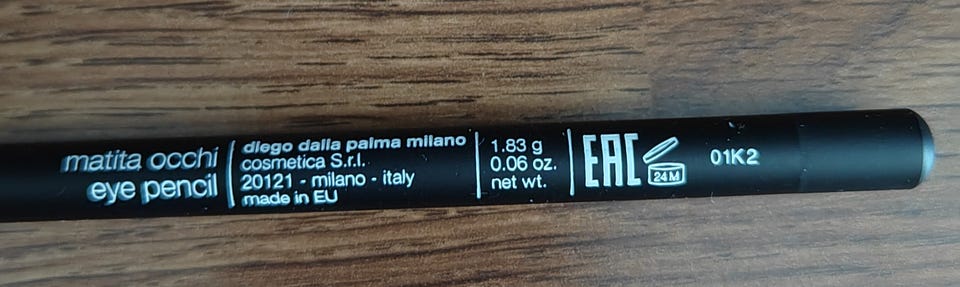 matita occhi
eye pencil
diego dalla palma milano
cosmetica S.r.l.
20121 - milano - italy
made in EU
1.83 g
0.06 oz.
net wt.
EAC
24 M
01K2